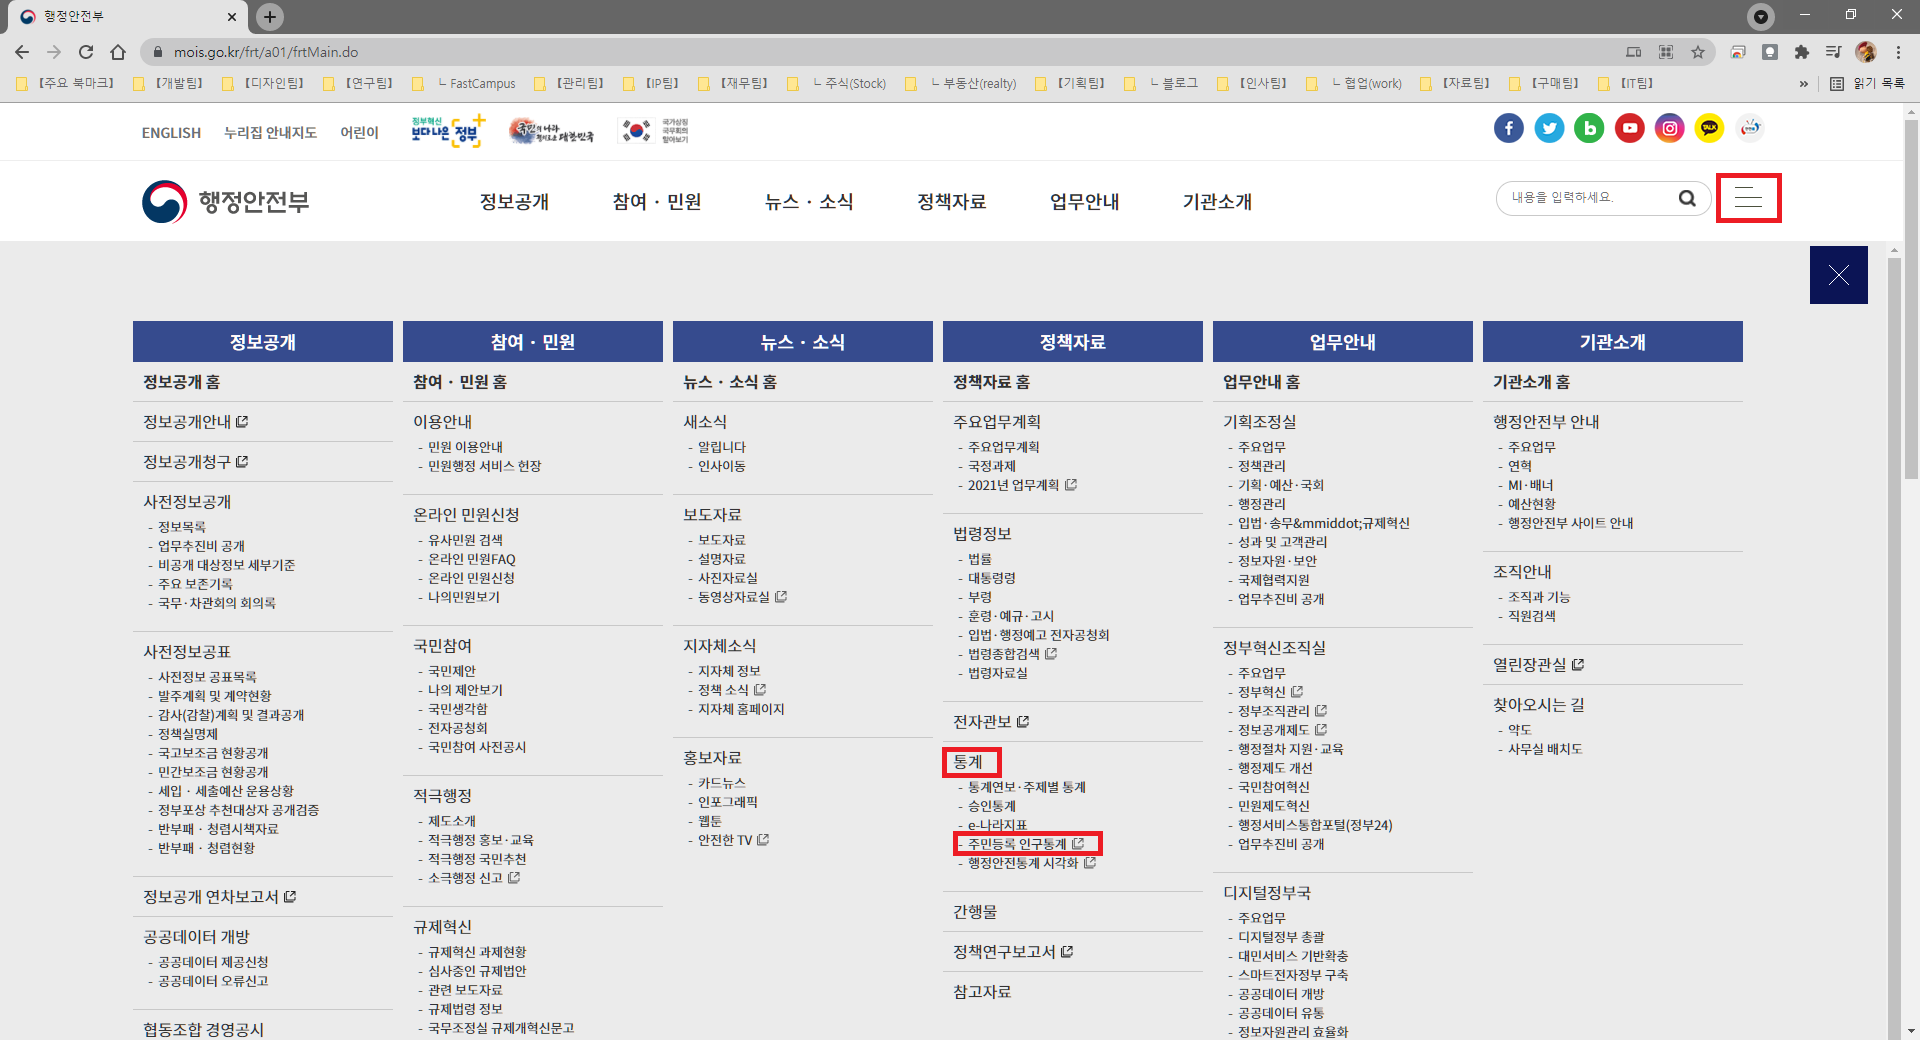 행정안전부
mois.go.kr/frt/a01/frtMain.do
【주요 북마크】 【개발팀】 【디자인팀】 【연구팀】 ㄴ FastCampus 【관리팀】 【IP팀】 【재무팀】 ㄴ 주식(Stock) ㄴ 부동산(realty) 【기획팀】 ㄴ 블로그 【인사팀】 ㄴ 협업(work) 【자료팀】 【구매팀】 【IT팀】 » 읽기 목록
ENGLISH 누리집 안내지도 어린이
정부혁신
보다나은 정부
국민의 나라
정의로운 대한민국
국가상징
국무회의
찾아보기
TALK
행정안전부
정보공개 참여 · 민원 뉴스 · 소식 정책자료 업무안내 기관소개
내용을 입력하세요.
정보공개
정보공개 홈
정보공개안내
정보공개청구
사전정보공개
- 정보목록
- 업무추진비 공개
- 비공개 대상정보 세부기준
- 주요 보존기록
- 국무·차관회의 회의록
사전정보공표
- 사전정보 공표목록
- 발주계획 및 계약현황
- 감사(감찰)계획 및 결과공개
- 정책실명제
- 국고보조금 현황공개
- 민간보조금 현황공개
- 세입 · 세출예산 운용상황
- 정부포상 추천대상자 공개검증
- 반부패 · 청렴시책자료
- 반부패 · 청렴현황
정보공개 연차보고서
공공데이터 개방
- 공공데이터 제공신청
- 공공데이터 오류신고
협동조합 경영공시
참여 · 민원
참여 · 민원 홈
이용안내
- 민원 이용안내
- 민원행정 서비스 헌장
온라인 민원신청
- 유사민원 검색
- 온라인 민원FAQ
- 온라인 민원신청
- 나의민원보기
국민참여
- 국민제안
- 나의 제안보기
- 국민생각함
- 전자공청회
- 국민참여 사전공시
적극행정
- 제도소개
- 적극행정 홍보·교육
- 적극행정 국민추천
- 소극행정 신고
규제혁신
- 규제혁신 과제현황
- 심사중인 규제법안
- 관련 보도자료
- 규제법령 정보
- 국무조정실 규제개혁신문고
뉴스 · 소식
뉴스 · 소식 홈
새소식
- 알립니다
- 인사이동
보도자료
- 보도자료
- 설명자료
- 사진자료실
- 동영상자료실
지자체소식
- 지자체 정보
- 정책 소식
- 지자체 홈페이지
홍보자료
- 카드뉴스
- 인포그래픽
- 웹툰
- 안전한 TV
정책자료
정책자료 홈
주요업무계획
- 주요업무계획
- 국정과제
- 2021년 업무계획
법령정보
- 법률
- 대통령령
- 부령
- 훈령·예규·고시
- 입법·행정예고 전자공청회
- 법령종합검색
- 법령자료실
전자관보
통계
- 통계연보·주제별 통계
- 승인통계
- e-나라지표
- 주민등록 인구통계
- 행정안전통계 시각화
간행물
정책연구보고서
참고자료
업무안내
업무안내 홈
기획조정실
- 주요업무
- 정책관리
- 기획·예산·국회
- 행정관리
- 입법·송무&mmiddot;규제혁신
- 성과 및 고객관리
- 정보자원·보안
- 국제협력지원
- 업무추진비 공개
정부혁신조직실
- 주요업무
- 정부혁신
- 정부조직관리
- 정보공개제도
- 행정절차 지원·교육
- 행정제도 개선
- 국민참여혁신
- 민원제도혁신
- 행정서비스통합포털(정부24)
- 업무추진비 공개
디지털정부국
- 주요업무
- 디지털정부 총괄
- 대민서비스 기반확충
- 스마트전자정부 구축
- 공공데이터 개방
- 공공데이터 유통
- 정보자원관리 효율화
기관소개
기관소개 홈
행정안전부 안내
- 주요업무
- 연혁
- MI·배너
- 예산현황
- 행정안전부 사이트 안내
조직안내
- 조직과 기능
- 직원검색
열린장관실
찾아오시는 길
- 약도
- 사무실 배치도